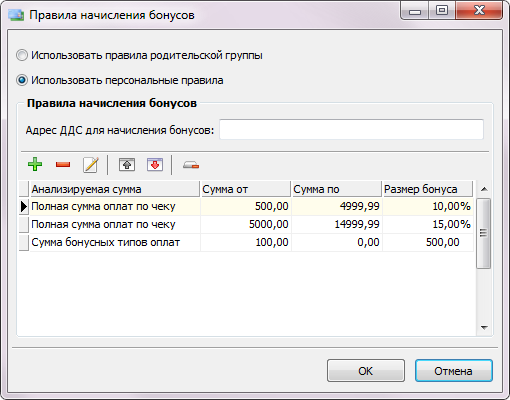 Правила начисления бонусов
Использовать правила родительской группы
Использовать персональные правила
Правила начисления бонусов
Адрес ДДС для начисления бонусов:
Анализируемая сумма Сумма от Сумма по Размер бонуса
Полная сумма оплат по чеку 500,00 4999,99 10,00%
Полная сумма оплат по чеку 5000,00 14999,99 15,00%
Сумма бонусных типов оплат 100,00 0,00 500,00
OK Отмена